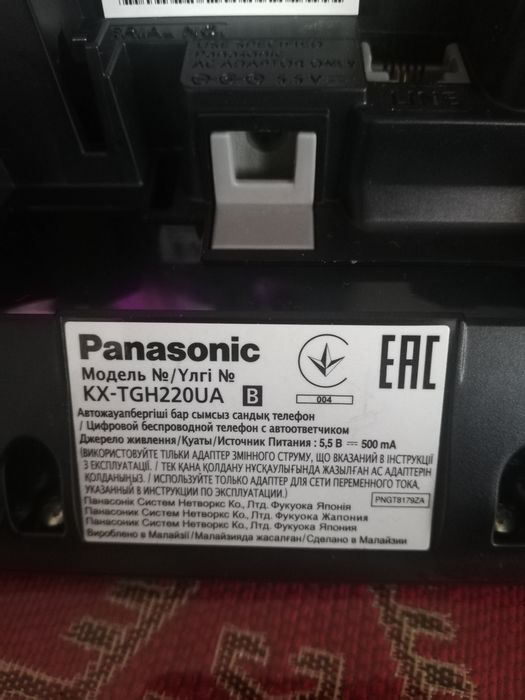 USE SPECIFIED
PANASONIC
AC ADAPTOR ONLY
5.5 V
LINE
Panasonic
Модель №/Үлгі №
KX-TGH220UA B
004
EAC
Автожауапбергіші бар сымсыз сандық телефон
/ Цифровой беспроводной телефон с автоответчиком
Джерело живлення/Қуаты/Источник Питания : 5,5 В ⎓ 500 mA
(ВИКОРИСТОВУЙТЕ ТІЛЬКИ АДАПТЕР ЗМІННОГО СТРУМУ, ЩО ВКАЗАНИЙ В ІНСТРУКЦІЇ
З ЕКСПЛУАТАЦІЇ. / ТЕК ҚАНА ҚОЛДАНУ НҰСҚАУЛЫҒЫНДА ЖАЗЫЛҒАН АС АДАПТЕРІН
ҚОЛДАНЫҢЫЗ. / ИСПОЛЬЗУЙТЕ ТОЛЬКО АДАПТЕР ДЛЯ СЕТИ ПЕРЕМЕННОГО ТОКА,
УКАЗАННЫЙ В ИНСТРУКЦИИ ПО ЭКСПЛУАТАЦИИ.)
PNGT8179ZA
Панасонік Систем Нетворкс Ко., Лтд. Фукуока Японія
Панасоник Систем Нетворкс Ко., Лтд. Фукуока Жапония
Панасоник Систем Нетворкс Ко., Лтд. Фукуока Япония
Вироблено в Малайзії/Малайзияда жасалған/Сделано в Малайзии